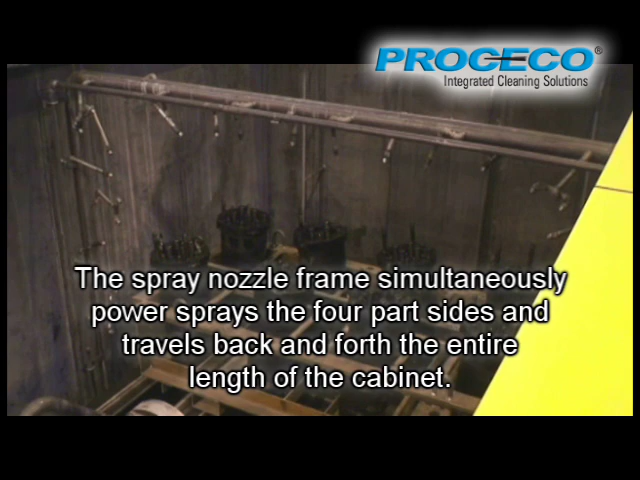 PROCECO®
Integrated Cleaning Solutions
The spray nozzle frame simultaneously
power sprays the four part sides and
travels back and forth the entire
length of the cabinet.